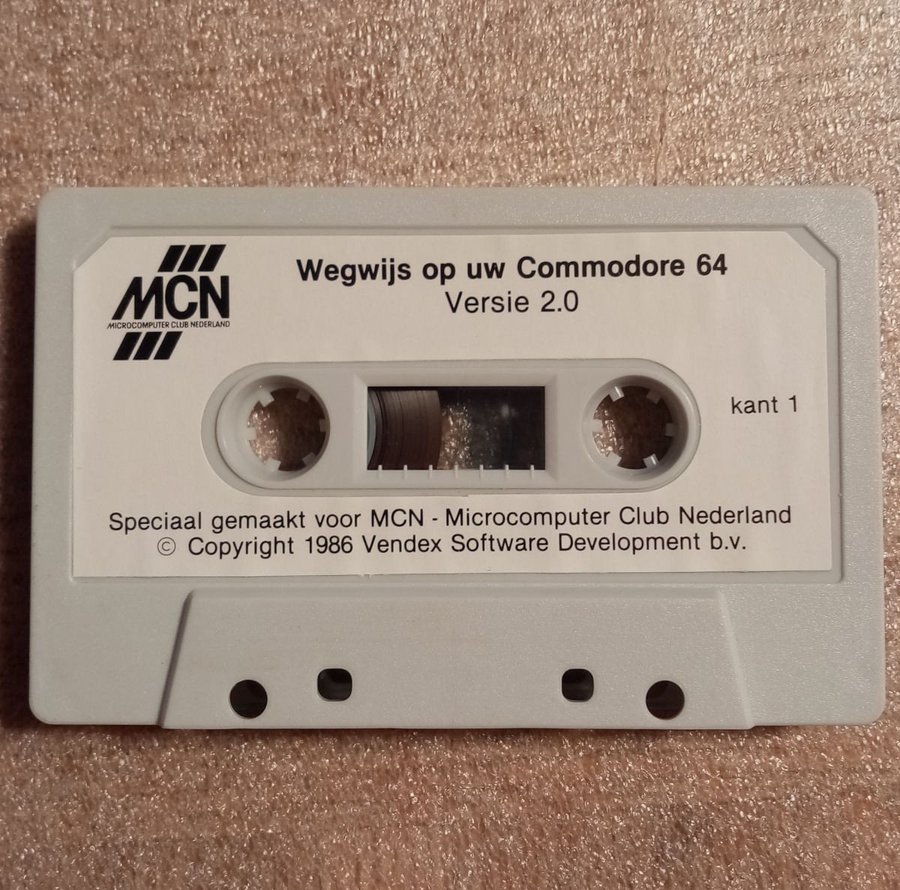 MCN
MICROCOMPUTER CLUB NEDERLAND
Wegwijs op uw Commodore 64
Versie 2.0
kant 1
Speciaal gemaakt voor MCN - Microcomputer Club Nederland
© Copyright 1986 Vendex Software Development b.v.